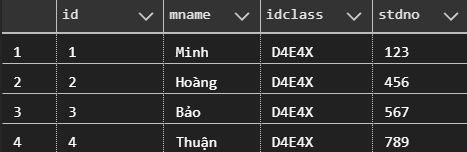 id mname idclass stdno
1 1 Minh D4E4X 123
2 2 Hoàng D4E4X 456
3 3 Bảo D4E4X 567
4 4 Thuận D4E4X 789